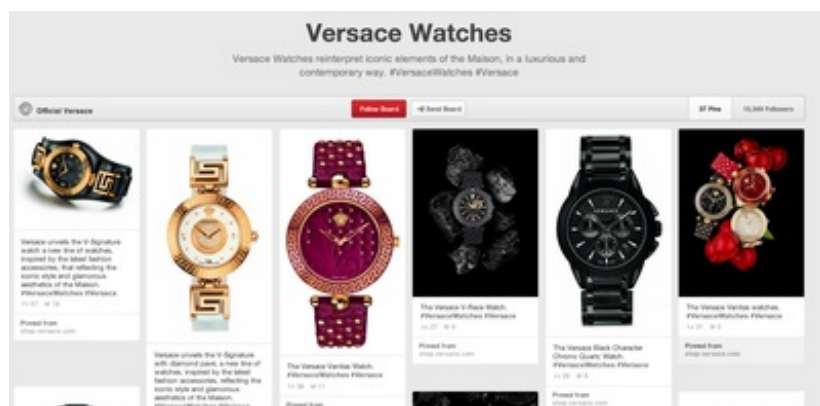 Versace Watches
Versace Watches reinterpret iconic elements of the Maison, in a luxurious and
contemporary way. #VersaceWatches #Versace
Official Versace
Follow Board
Send Board
37 Pins
Followers
Versace unveils the V-Signature
watch a new line of watches,
inspired by the latest fashion
accessories, that reflecting the
iconic style and glamorous
aesthetics of the Maison.
#VersaceWatches #Versace
Pinned from
shop.versace.com
Versace unveils the V-Signature
with diamond pavé, a new line of
watches, inspired by the latest
fashion accessories, reflecting the
iconic style and glamorous
aesthetics of the Maison.
#VersaceWatches #Versace
The Versace Vanitas Watch.
#VersaceWatches #Versace
Pinned from
The Versace V-Race Watch.
#VersaceWatches #Versace
Pinned from
shop.versace.com
VERSACE
The Versace Black Character
Chrono Quartz Watch.
#VersaceWatches #Versace
Pinned from
shop.versace.com
The Versace Vanitas watches.
#VersaceWatches #Versace
Pinned from
shop.versace.com